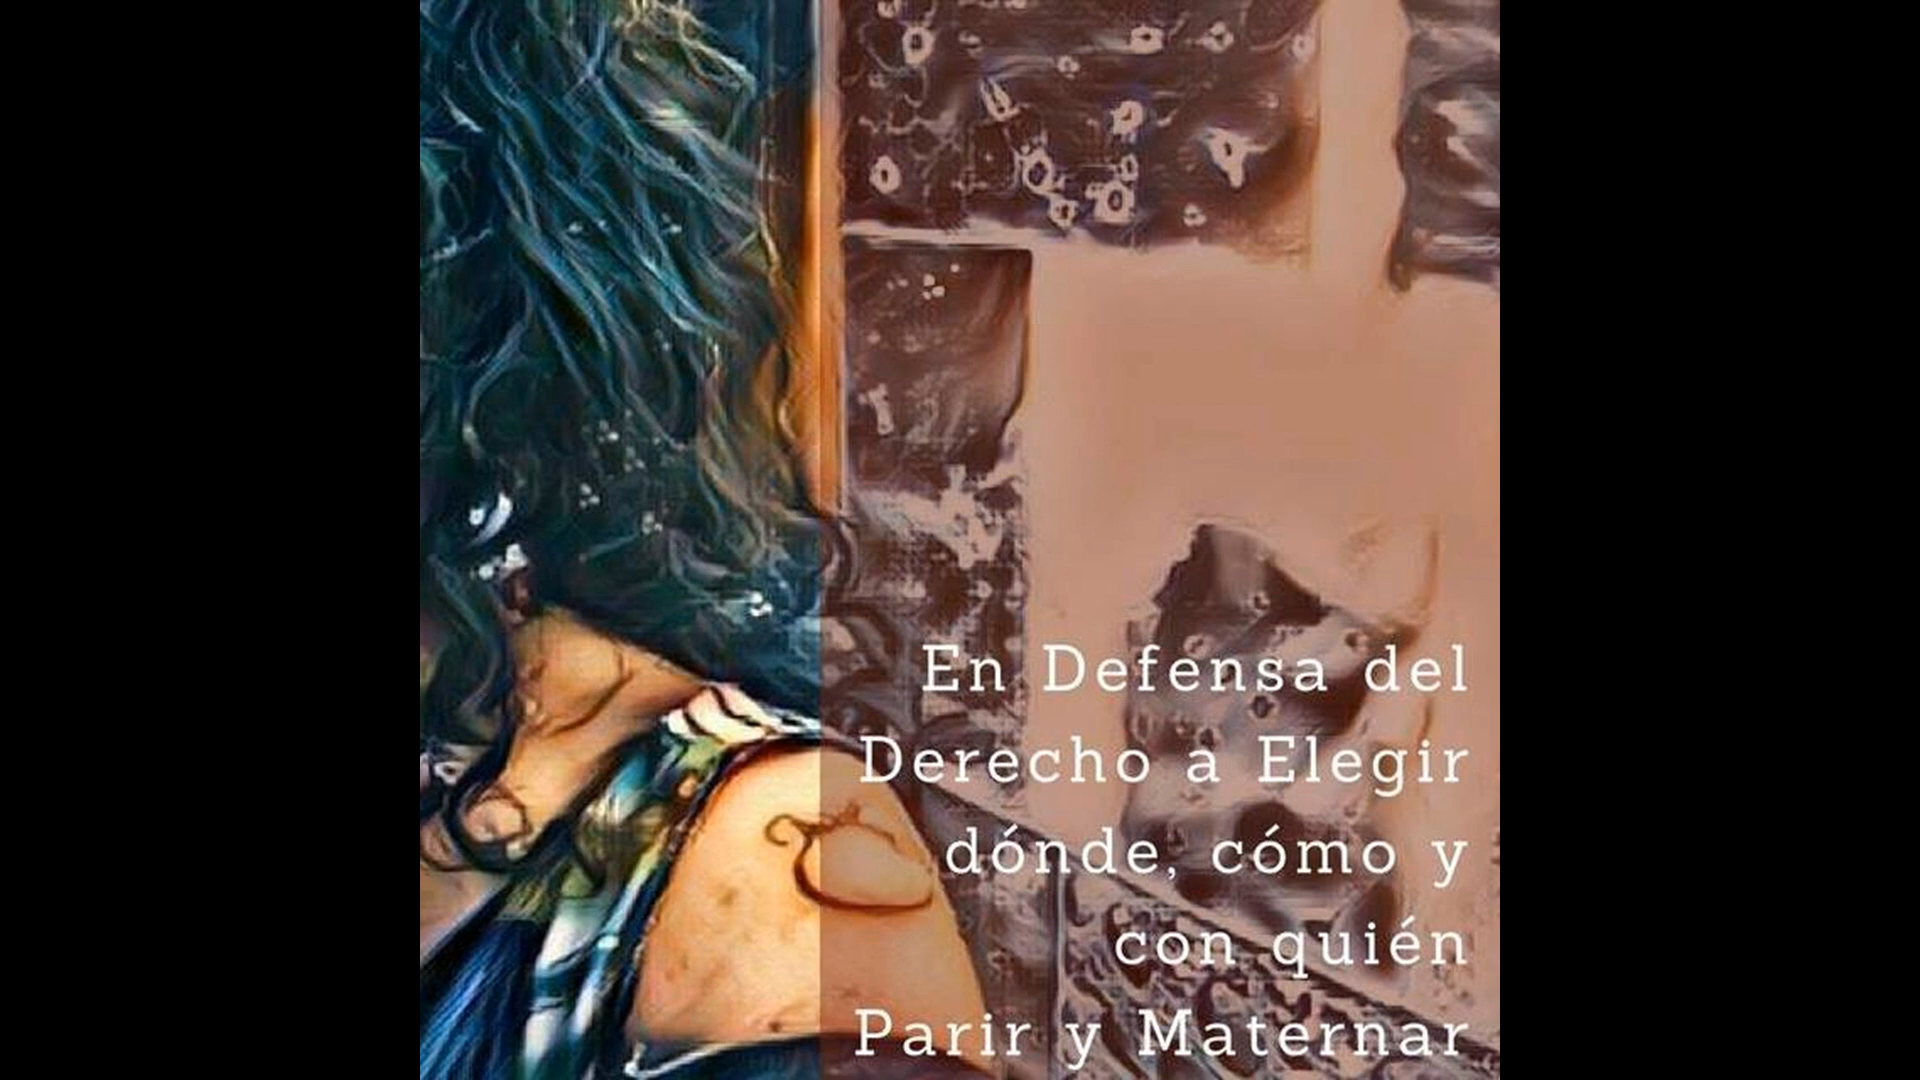 En Defensa del
Derecho a Elegir
dónde, cómo y
con quién
Parir y Maternar